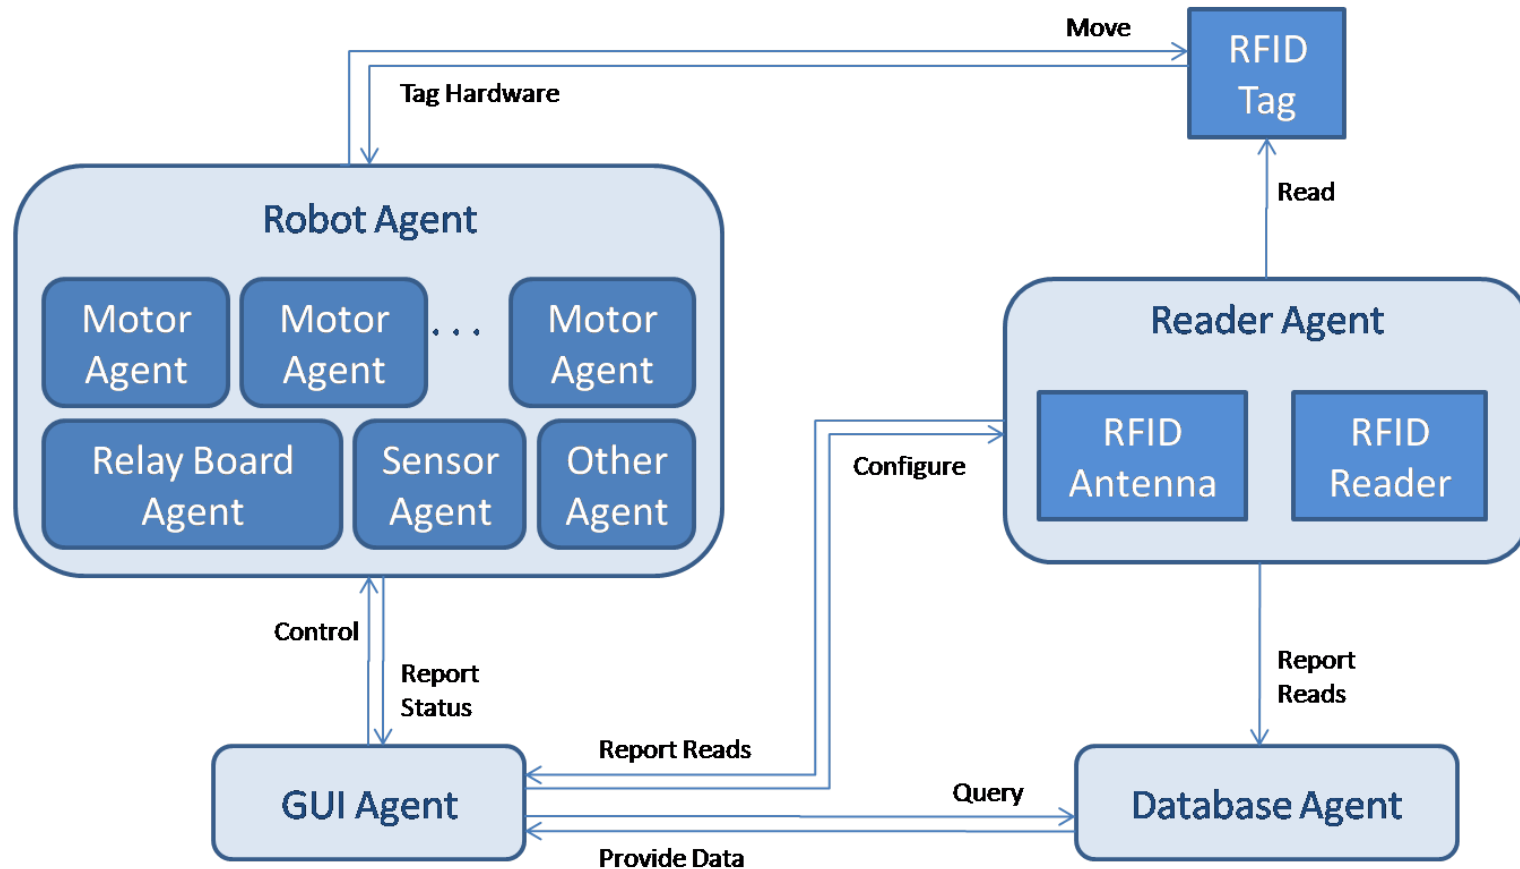 Move
RFID
Tag
Tag Hardware
Read
Robot Agent
Motor
Agent
Motor
Agent
. . .
Motor
Agent
Relay Board
Agent
Sensor
Agent
Other
Agent
Reader Agent
RFID
Antenna
RFID
Reader
Configure
Control
Report
Status
Report
Reads
Report Reads
GUI Agent
Query
Database Agent
Provide Data